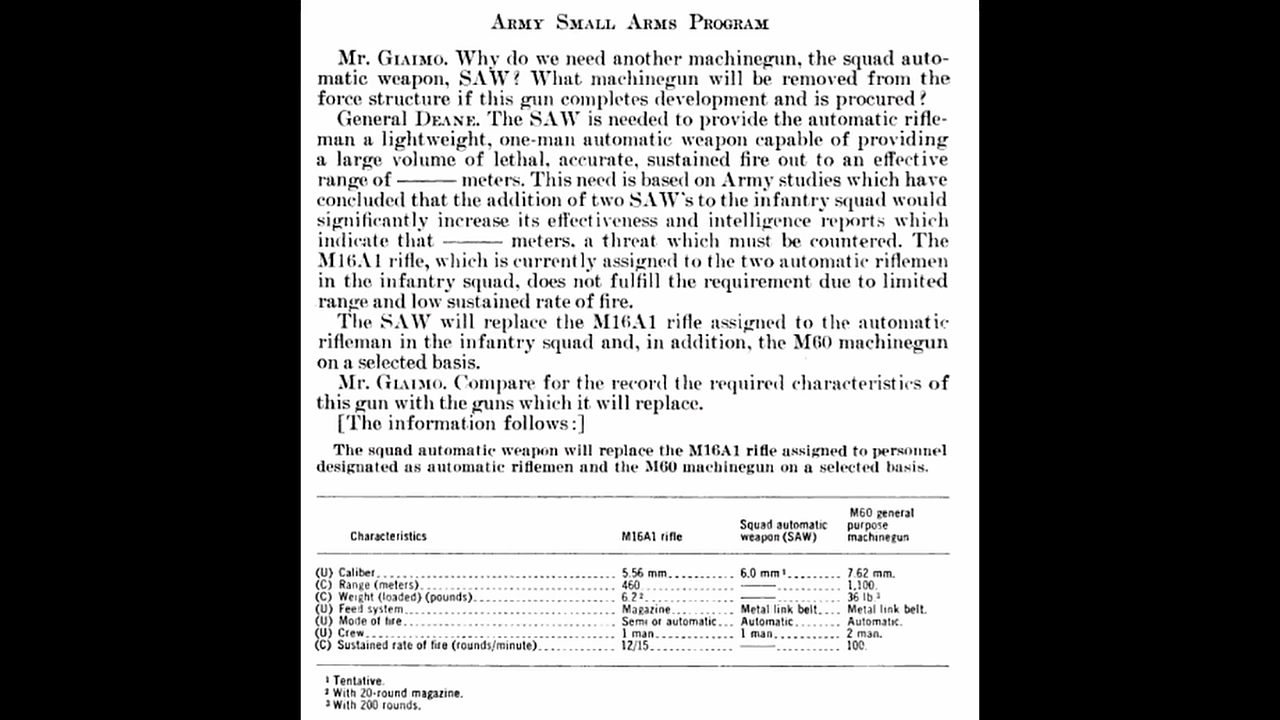 ARMY SMALL ARMS PROGRAM
Mr. GIAIMO. Why do we need another machinegun, the squad auto-
matic weapon, SAW? What machinegun will be removed from the
force structure if this gun completes development and is procured?
General DEANE. The SAW is needed to provide the automatic rifle-
man a lightweight, one-man automatic weapon capable of providing
a large volume of lethal, accurate, sustained fire out to an effective
range of ——— meters. This need is based on Army studies which have
concluded that the addition of two SAW's to the infantry squad would
significantly increase its effectiveness and intelligence reports which
indicate that ——— meters, a threat which must be countered. The
M16A1 rifle, which is currently assigned to the two automatic riflemen
in the infantry squad, does not fulfill the requirement due to limited
range and low sustained rate of fire.
The SAW will replace the M16A1 rifle assigned to the automatic
rifleman in the infantry squad and, in addition, the M60 machinegun
on a selected basis.
Mr. GIAIMO. Compare for the record the required characteristics of
this gun with the guns which it will replace.
[The information follows:]
The squad automatic weapon will replace the M16A1 rifle assigned to personnel
designated as automatic riflemen and the M60 machinegun on a selected basis.
Characteristics M16A1 rifle Squad automatic weapon (SAW) M60 general purpose machinegun
(U) Caliber 5.56 mm 6.0 mm ¹ 7.62 mm.
(C) Range (meters) 460 ——— 1,100.
(C) Weight (loaded) (pounds) 6.2 ² ——— 36 lb.³
(U) Feed system Magazine Metal link belt Metal link belt.
(U) Mode of fire Semi or automatic Automatic Automatic.
(U) Crew 1 man 1 man 2 man.
(C) Sustained rate of fire (rounds/minute) 12/15 ——— 100.
¹ Tentative.
² With 20-round magazine.
³ With 200 rounds.